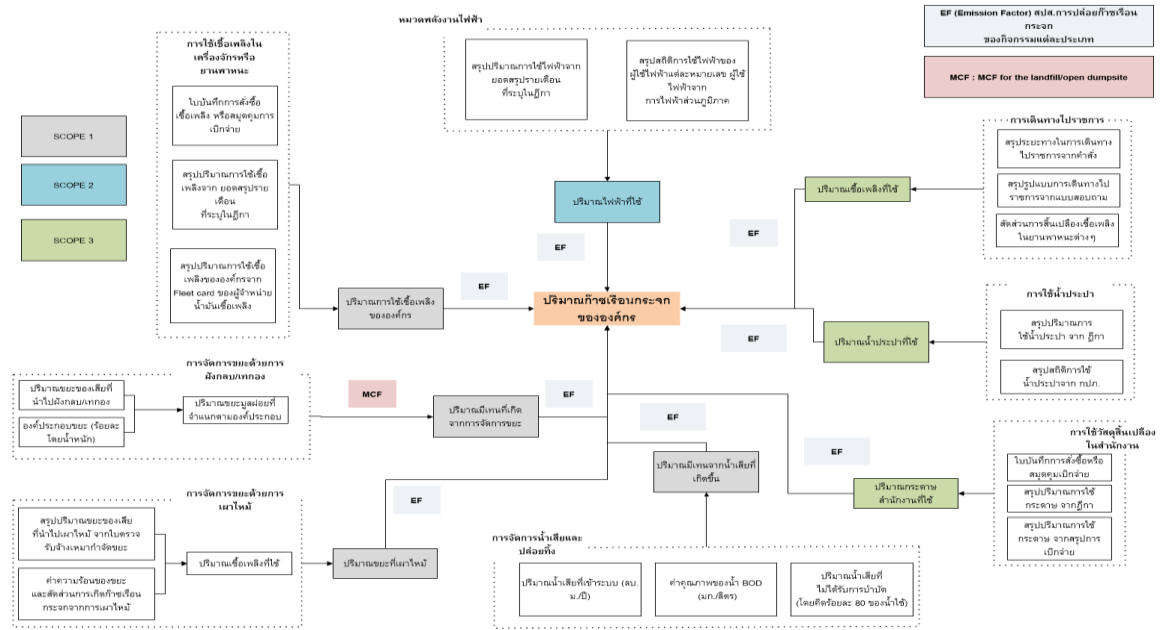 หมวดพลังงานไฟฟ้า
สรุปปริมาณการใช้ไฟฟ้าจาก
ยอดสรุปรายเดือน
ที่ระบุในฎีกา
สรุปสถิติการใช้ไฟฟ้าของ
ผู้ใช้ไฟฟ้าแต่ละหมายเลข ผู้ใช้
ไฟฟ้าจาก
การไฟฟ้าส่วนภูมิภาค
EF (Emission Factor) สปส.การปล่อยก๊าซเรือน
กระจก
ของกิจกรรมแต่ละประเภท
MCF : MCF for the landfill/open dumpsite
SCOPE 1
SCOPE 2
SCOPE 3
การใช้เชื้อเพลิงใน
เครื่องจักรหรือ
ยานพาหนะ
ใบบันทึกการสั่งซื้อ
เชื้อเพลิง หรือสมุดคุมการ
เบิกจ่าย
สรุปปริมาณการใช้เชื้อ
เพลิงจาก ยอดสรุปราย
เดือน
ที่ระบุในฎีกา
สรุปปริมาณการใช้เชื้อ
เพลิงขององค์กรจาก
Fleet card ของผู้จำหน่าย
น้ำมันเชื้อเพลิง
ปริมาณการใช้เชื้อเพลิง
ขององค์กร
EF
ปริมาณไฟฟ้าที่ใช้
EF
ปริมาณก๊าซเรือนกระจก
ขององค์กร
การเดินทางไปราชการ
สรุประยะทางในการเดินทาง
ไปราชการจากคำสั่ง
สรุปรูปแบบการเดินทางไป
ราชการจากแบบสอบถาม
สัดส่วนการสิ้นเปลืองเชื้อเพลิง
ในยานพาหนะต่างๆ
ปริมาณเชื้อเพลิงที่ใช้
EF
การใช้น้ำประปา
สรุปปริมาณการ
ใช้น้ำประปา จาก ฎีกา
สรุปสถิติการใช้
น้ำประปาจาก กปภ.
ปริมาณน้ำประปาที่ใช้
EF
การจัดการขยะด้วยการ
ฝังกลบ/เทกอง
ปริมาณขยะของเสียที่
นำไปฝังกลบ/เทกอง
องค์ประกอบขยะ (ร้อยละ
โดยน้ำหนัก)
ปริมาณขยะมูลฝอยที่
จำแนกตามองค์ประกอบ
MCF
ปริมาณมีเทนที่เกิด
จากการจัดการขยะ
EF
EF
ปริมาณมีเทนจากน้ำเสียที่
เกิดขึ้น
การใช้วัสดุสิ้นเปลือง
ในสำนักงาน
ใบบันทึกการสั่งซื้อหรือ
สมุดคุมเบิกจ่าย
สรุปปริมาณการใช้
กระดาษ จากฎีกา
สรุปปริมาณการใช้
กระดาษ จากสรุปการ
เบิกจ่าย
ปริมาณกระดาษ
สำนักงานที่ใช้
EF
การจัดการขยะด้วยการ
เผาไหม้
สรุปปริมาณขยะของเสีย
ที่นำไปเผาไหม้ จากใบตรวจ
รับจ้างเหมากำจัดขยะ
ค่าความร้อนของขยะ
และสัดส่วนการเกิดก๊าซเรือน
กระจกจากการเผาไหม้
ปริมาณเชื้อเพลิงที่ใช้
ปริมาณขยะที่เผาไหม้
EF
การจัดการน้ำเสียและ
ปล่อยทิ้ง
ปริมาณน้ำเสียที่เข้าระบบ (ลบ.
ม./ปี)
ค่าคุณภาพของน้ำ BOD
(มก./ลิตร)
ปริมาณน้ำเสียที่
ไม่ได้รับการบำบัด
(โดยคิดร้อยละ 80 ของน้ำใช้)